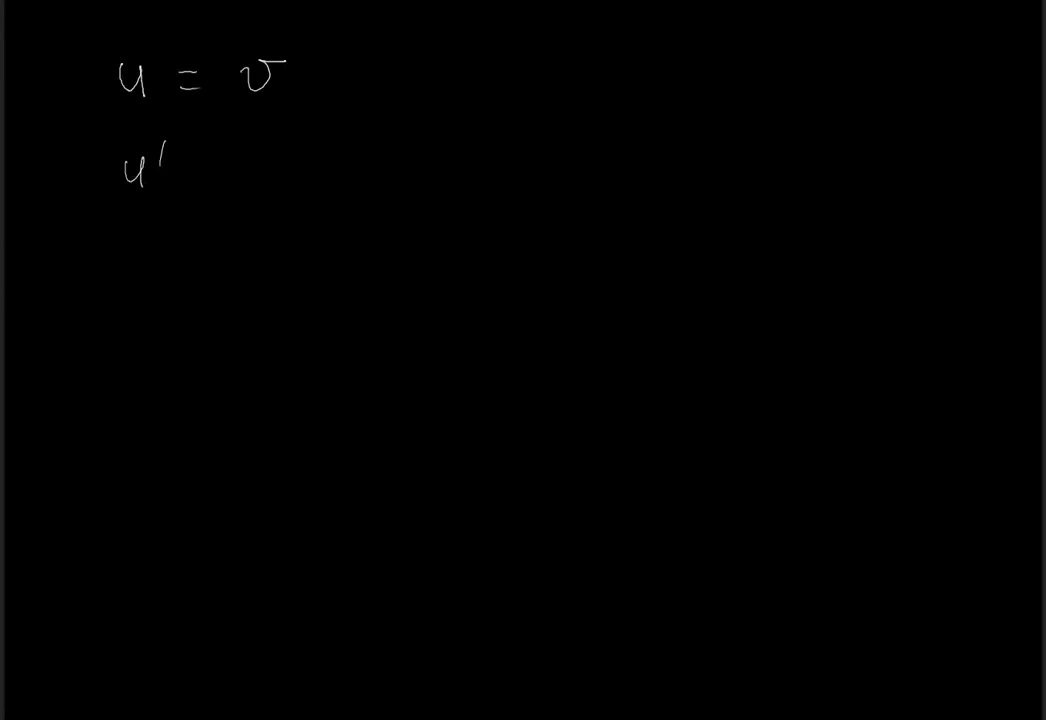 u = v
u'